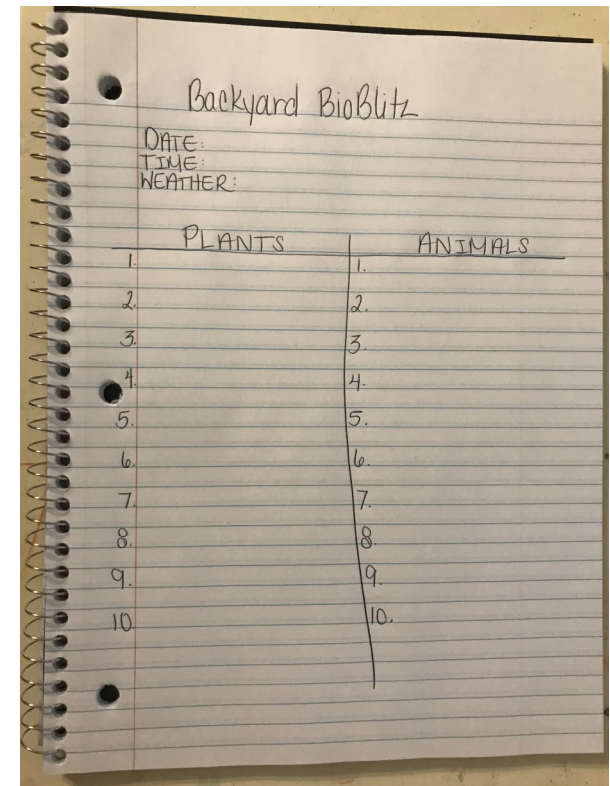 Backyard BioBlitz
DATE:
TIME:
WEATHER:
PLANTS ANIMALS
1. 1.
2. 2.
3. 3.
4. 4.
5. 5.
6. 6.
7. 7.
8. 8.
9. 9.
10 10.